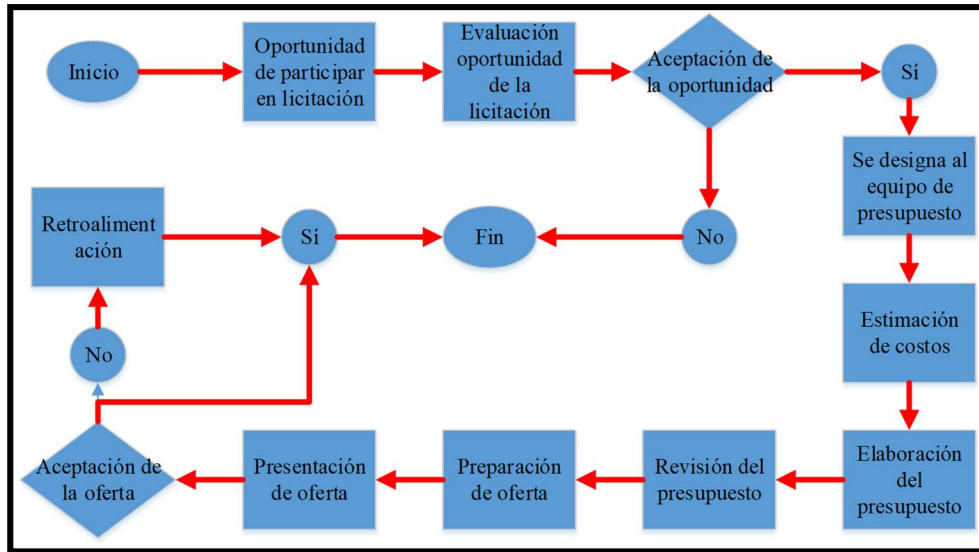 Inicio
Oportunidad
de participar
en licitación
Evaluación
oportunidad
de la
licitación
Aceptación de
la oportunidad
Sí
Se designa al
equipo de
presupuesto
Retroaliment
ación
Sí
Fin
No
Estimación
de costos
No
Aceptación de
la oferta
Presentación
de oferta
Preparación
de oferta
Revisión del
presupuesto
Elaboración
del
presupuesto